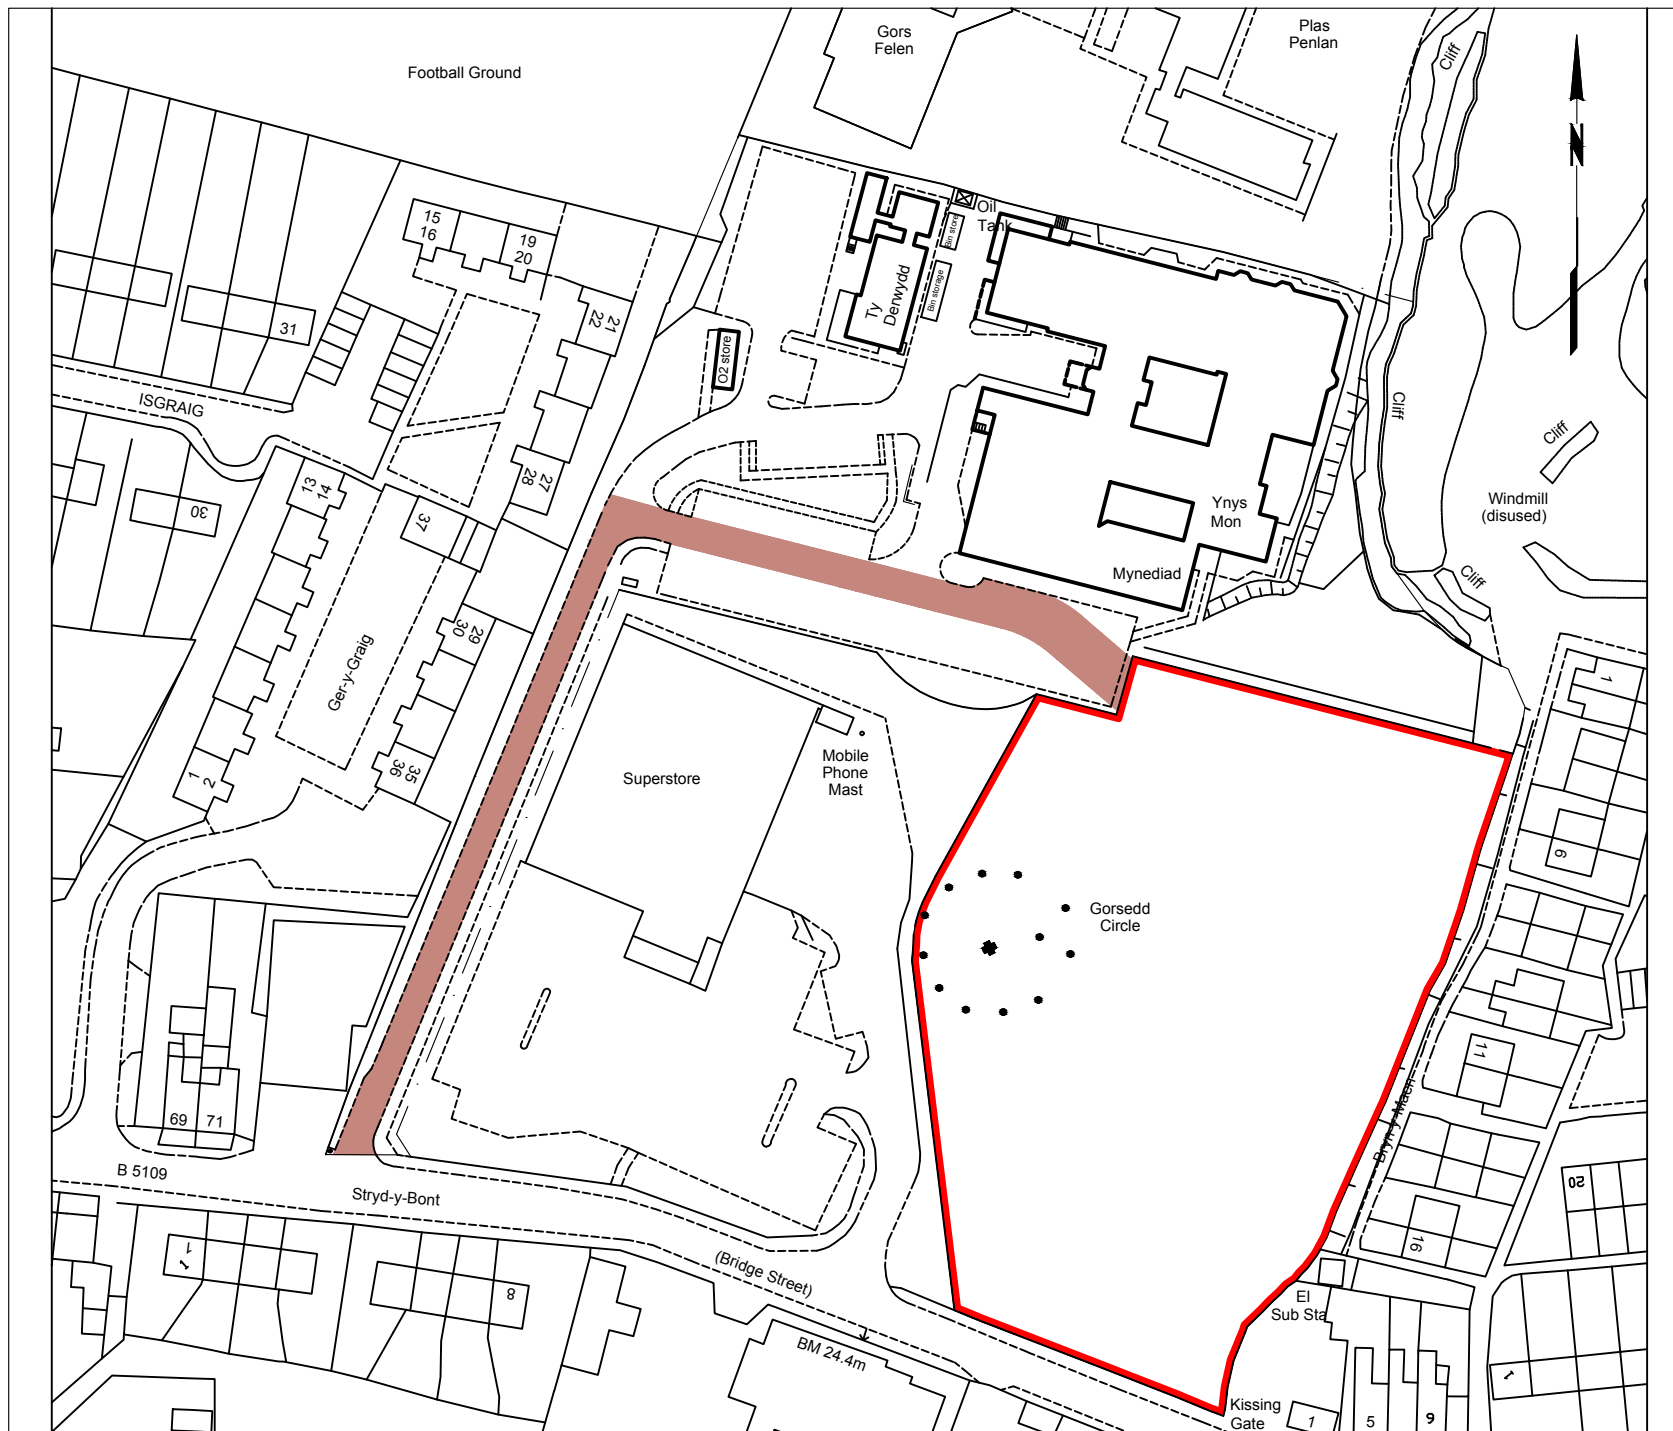 Gors
Felen
Plas
Penlan
Cliff
Football Ground
N
Oil
Tank
Bin store
Bin storage
Ty
Derwydd
O2 store
15
16
19
20
21
22
31
ISGRAIG
Cliff
Cliff
13
14
27
28
30
37
Windmill
(disused)
Ynys
Mon
Mynediad
Cliff
29
30
Ger-y-Graig
1
1
2
35
36
Superstore
Mobile
Phone
Mast
6
Gorsedd
Circle
11
Bryn-y-Maen
69
71
B 5109
Stryd-y-Bont
(Bridge Street)
20
16
1
1
8
El
Sub Sta
BM 24.4m
Kissing
Gate
1
5
9
1